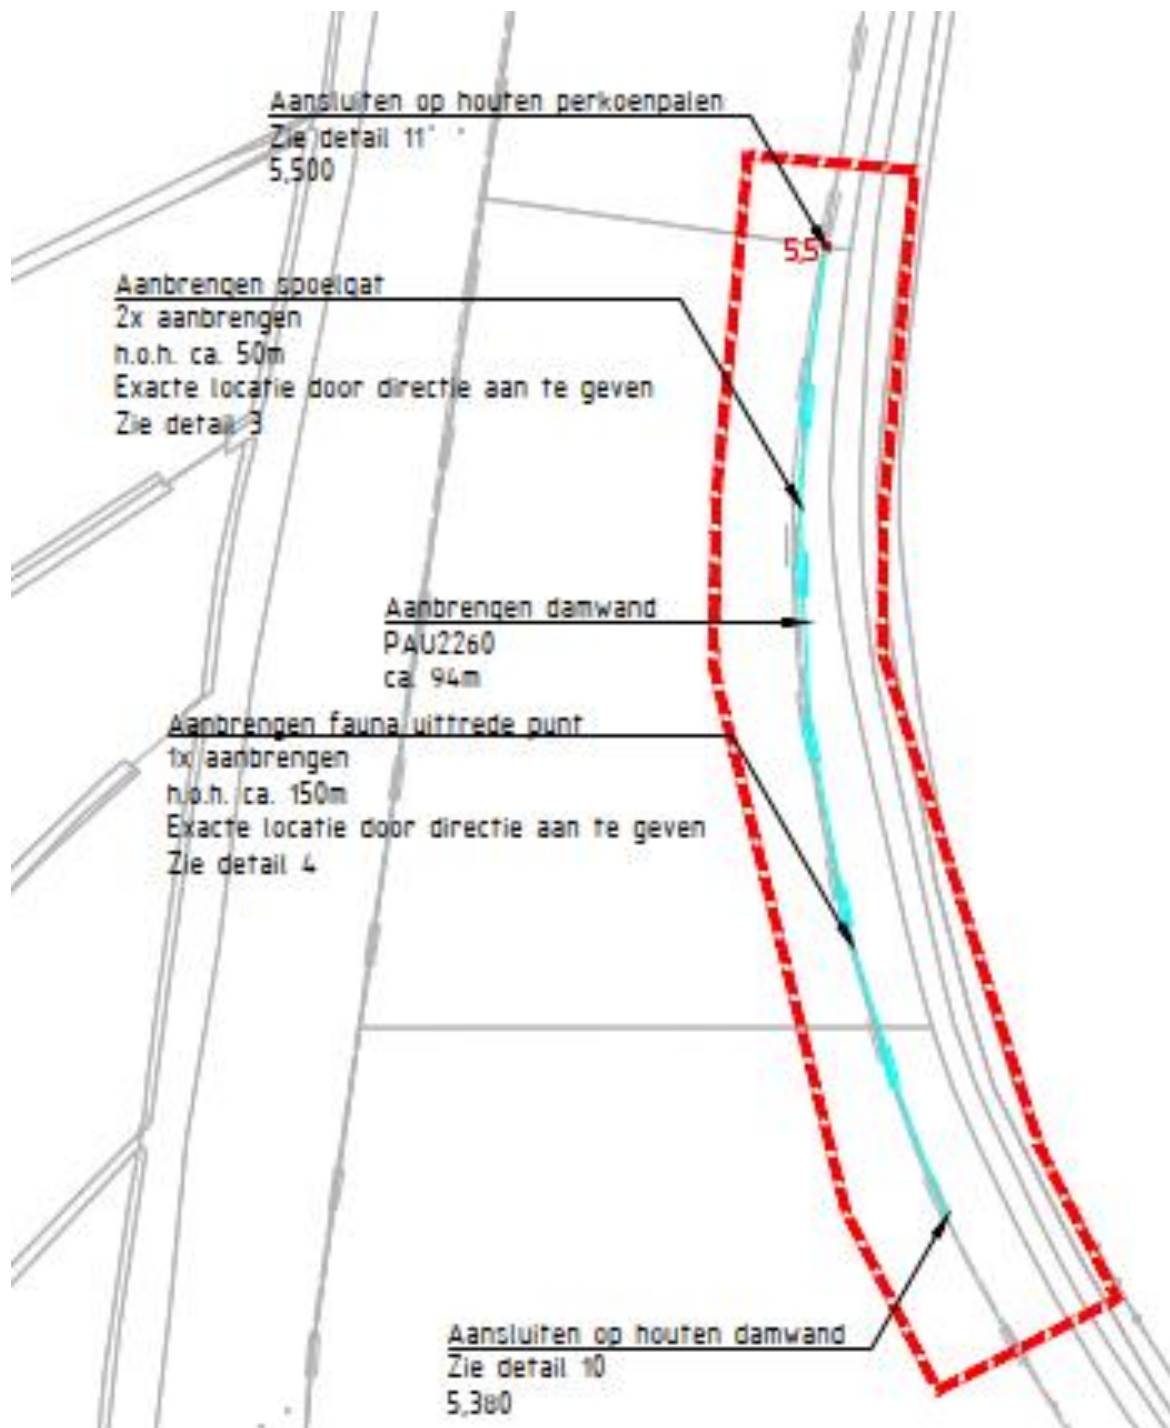 Aansluiten op houten perkoenpalen
Zie detail 11
5,500
5,5
Aanbrengen spoelgat
2x aanbrengen
h.o.h. ca. 50m
Exacte locatie door directie aan te geven
Zie detail 3
Aanbrengen damwand
PAU2260
ca. 94m
Aanbrengen fauna uittrede punt
1x aanbrengen
h.o.h. ca. 150m
Exacte locatie door directie aan te geven
Zie detail 4
Aansluiten op houten damwand
Zie detail 10
5,380